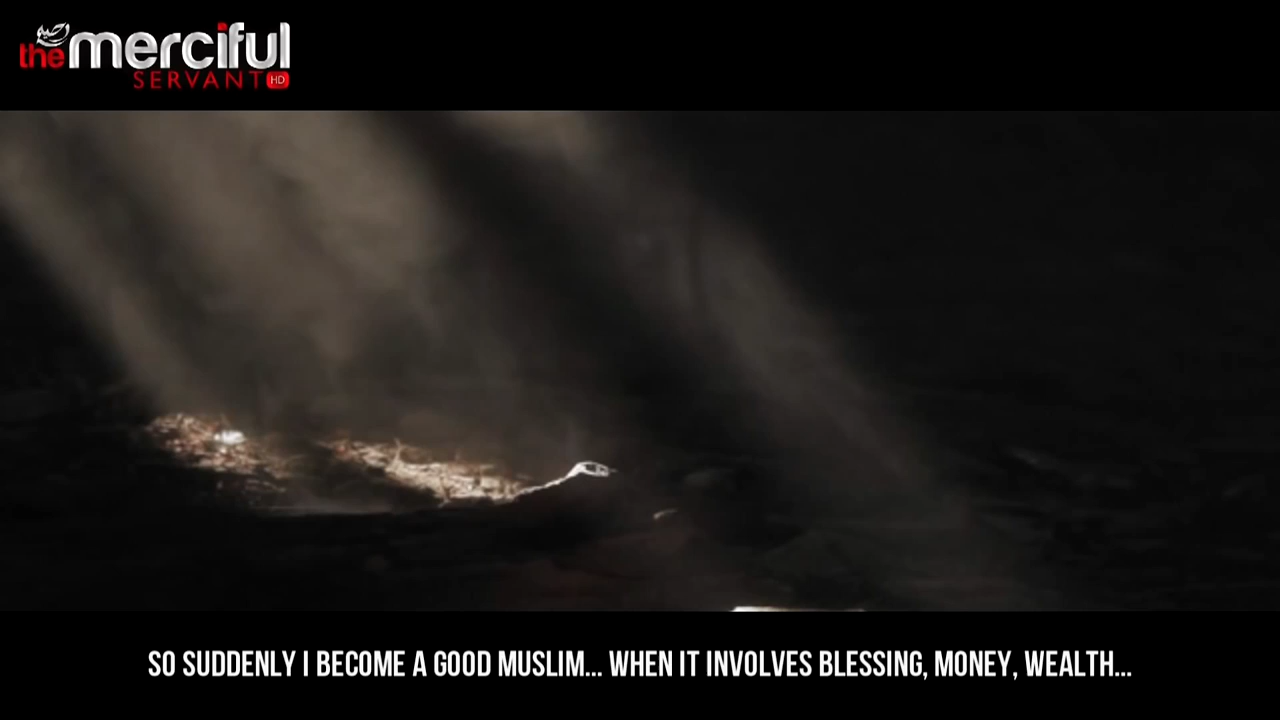 the merciful
SERVANT HD
SO SUDDENLY I BECOME A GOOD MUSLIM... WHEN IT INVOLVES BLESSING, MONEY, WEALTH...